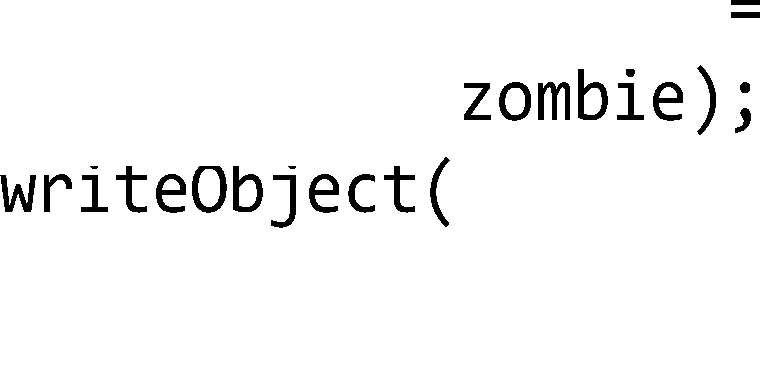 =
zombie);
writeObject(